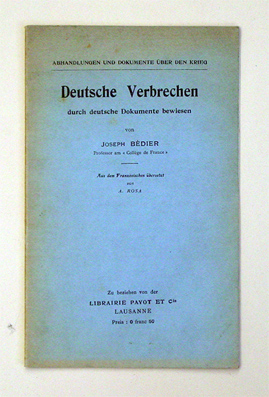 ABHANDLUNGEN UND DOKUMENTE ÜBER DEN KRIEG
Deutsche Verbrechen
durch deutsche Dokumente bewiesen
von
JOSEPH BÉDIER
Professor am « Collège de France »
Aus dem Französischen übersetzt
von
A. ROSA
Zu beziehen von der
LIBRAIRIE PAYOT ET Cie
LAUSANNE
Preis : 0 franc 50